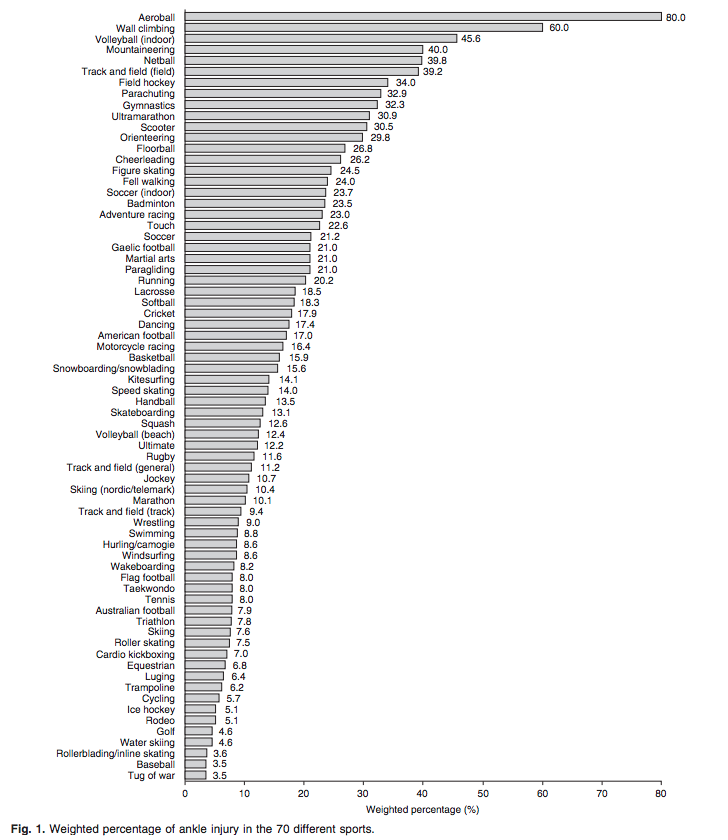 Aeroball 80.0
Wall climbing 60.0
Volleyball (indoor) 45.6
Mountaineering 40.0
Netball 39.8
Track and field (field) 39.2
Field hockey 34.0
Parachuting 32.9
Gymnastics 32.3
Ultramarathon 30.9
Scooter 30.5
Orienteering 29.8
Floorball 26.8
Cheerleading 26.2
Figure skating 24.5
Fell walking 24.0
Soccer (indoor) 23.7
Badminton 23.5
Adventure racing 23.0
Touch 22.6
Soccer 21.2
Gaelic football 21.0
Martial arts 21.0
Paragliding 21.0
Running 20.2
Lacrosse 18.5
Softball 18.3
Cricket 17.9
Dancing 17.4
American football 17.0
Motorcycle racing 16.4
Basketball 15.9
Snowboarding/snowblading 15.6
Kitesurfing 14.1
Speed skating 14.0
Handball 13.5
Skateboarding 13.1
Squash 12.6
Volleyball (beach) 12.4
Ultimate 12.2
Rugby 11.6
Track and field (general) 11.2
Jockey 10.7
Skiing (nordic/telemark) 10.4
Marathon 10.1
Track and field (track) 9.4
Wrestling 9.0
Swimming 8.8
Hurling/camogie 8.6
Windsurfing 8.6
Wakeboarding 8.2
Flag football 8.0
Taekwondo 8.0
Tennis 8.0
Australian football 7.9
Triathlon 7.8
Skiing 7.6
Roller skating 7.5
Cardio kickboxing 7.0
Equestrian 6.8
Luging 6.4
Trampoline 6.2
Cycling 5.7
Ice hockey 5.1
Rodeo 5.1
Golf 4.6
Water skiing 4.6
Rollerblading/inline skating 3.6
Baseball 3.5
Tug of war 3.5
0 10 20 30 40 50 60 70 80
Weighted percentage (%)
Fig. 1. Weighted percentage of ankle injury in the 70 different sports.